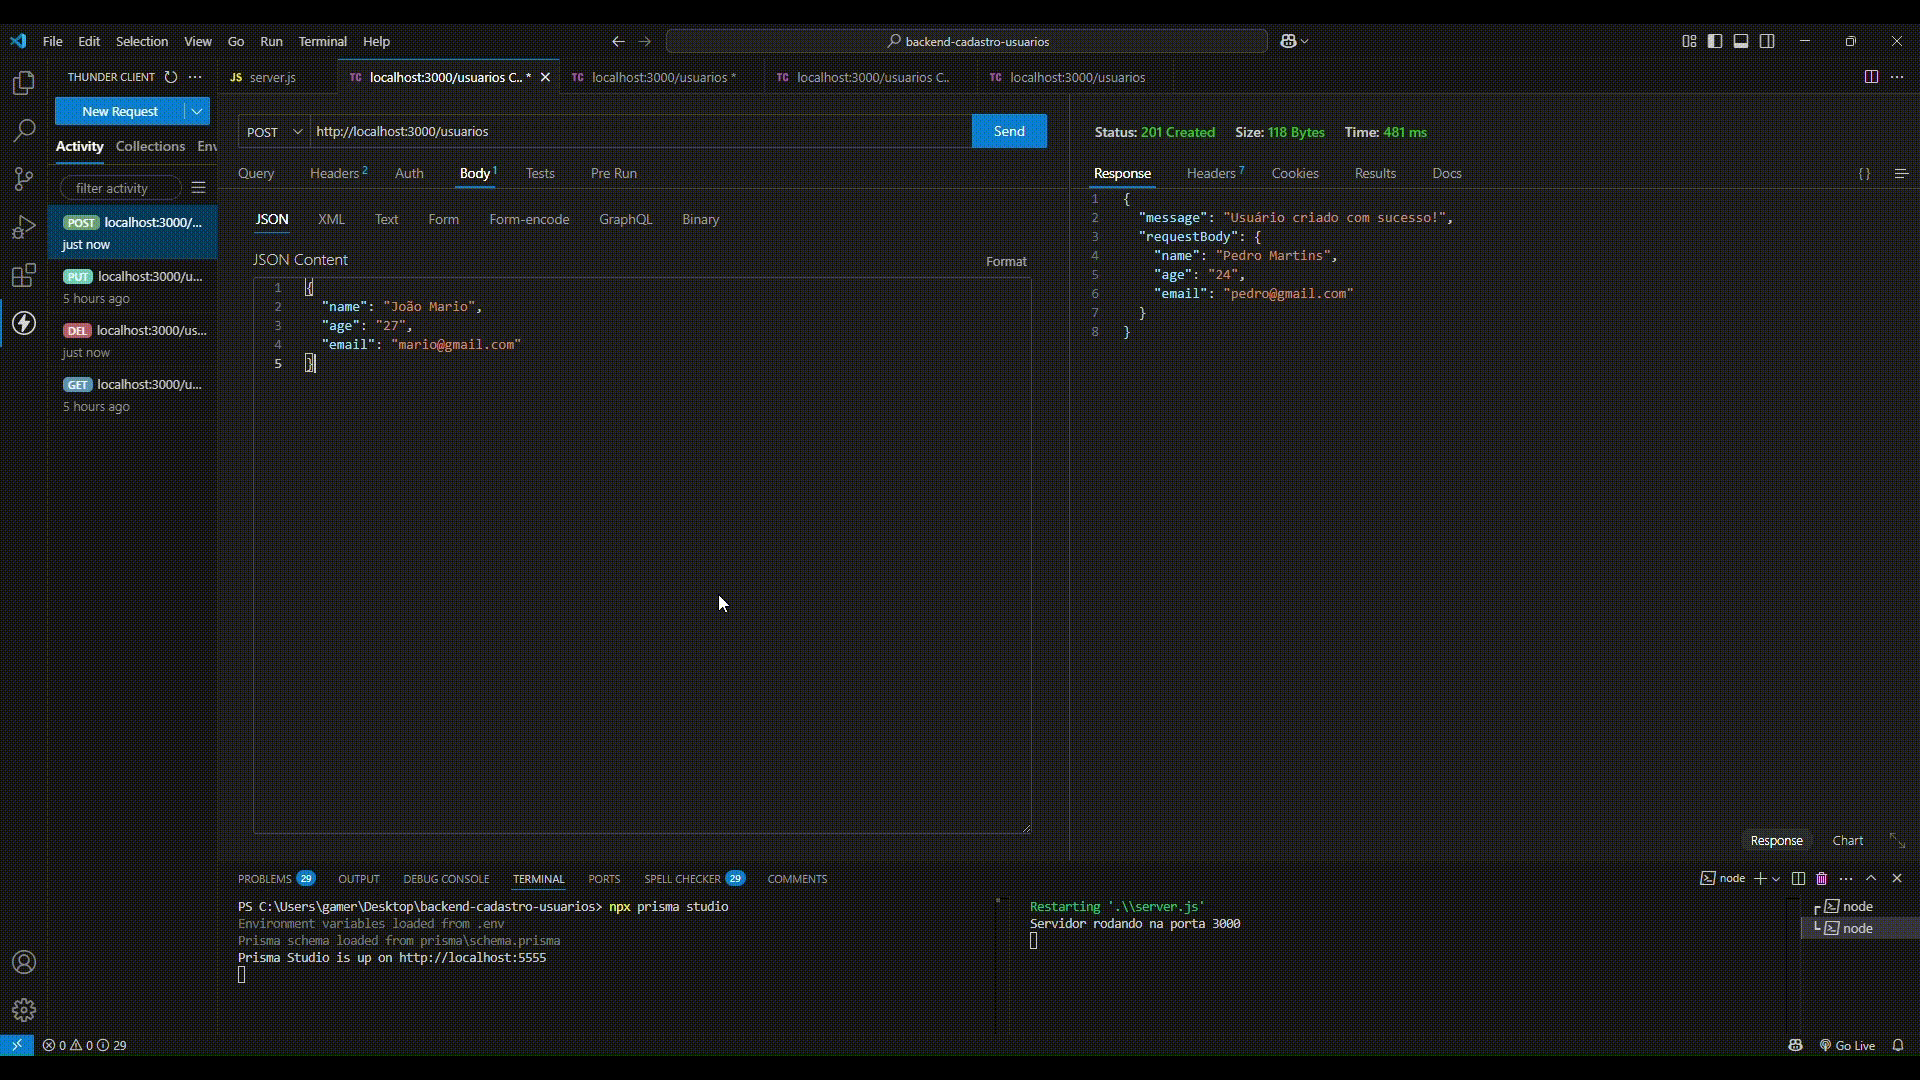 File Edit Selection View Go Run Terminal Help
backend-cadastro-usuarios
THUNDER CLIENT
New Request
Activity Collections Env
filter activity
POST localhost:3000/...
just now
PUT localhost:3000/u...
5 hours ago
DEL localhost:3000/us...
just now
GET localhost:3000/u...
5 hours ago
JS server.js
TC localhost:3000/usuarios C.. *
TC localhost:3000/usuarios *
TC localhost:3000/usuarios C..
TC localhost:3000/usuarios
POST http://localhost:3000/usuarios Send
Query Headers 2 Auth Body 1 Tests Pre Run
JSON XML Text Form Form-encode GraphQL Binary
JSON Content Format
1 {
2 "name": "João Mario",
3 "age": "27",
4 "email": "mario@gmail.com"
5 }
Status: 201 Created Size: 118 Bytes Time: 481 ms
Response Headers 7 Cookies Results Docs { }
1 {
2 "message": "Usuário criado com sucesso!",
3 "requestBody": {
4 "name": "Pedro Martins",
5 "age": "24",
6 "email": "pedro@gmail.com"
7 }
8 }
Response Chart
PROBLEMS 29 OUTPUT DEBUG CONSOLE TERMINAL PORTS SPELL CHECKER 29 COMMENTS
node
PS C:\Users\gamer\Desktop\backend-cadastro-usuarios> npx prisma studio
Environment variables loaded from .env
Prisma schema loaded from prisma\schema.prisma
Prisma Studio is up on http://localhost:5555
Restarting '.\\server.js'
Servidor rodando na porta 3000
node
node
0 0 29
Go Live